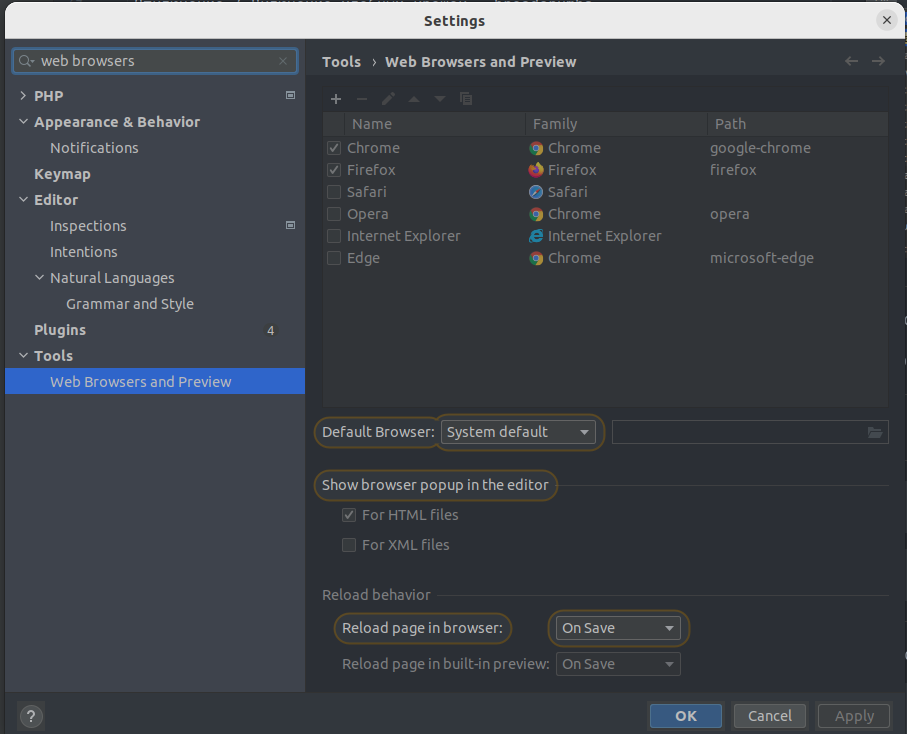 Settings
web browsers
PHP
Appearance & Behavior
Notifications
Keymap
Editor
Inspections
Intentions
Natural Languages
Grammar and Style
Plugins 4
Tools
Web Browsers and Preview
Tools › Web Browsers and Preview
Name Family Path
Chrome Chrome google-chrome
Firefox Firefox firefox
Safari Safari
Opera Chrome opera
Internet Explorer Internet Explorer
Edge Chrome microsoft-edge
Default Browser: System default
Show browser popup in the editor
For HTML files
For XML files
Reload behavior
Reload page in browser: On Save
Reload page in built-in preview: On Save
? OK Cancel Apply